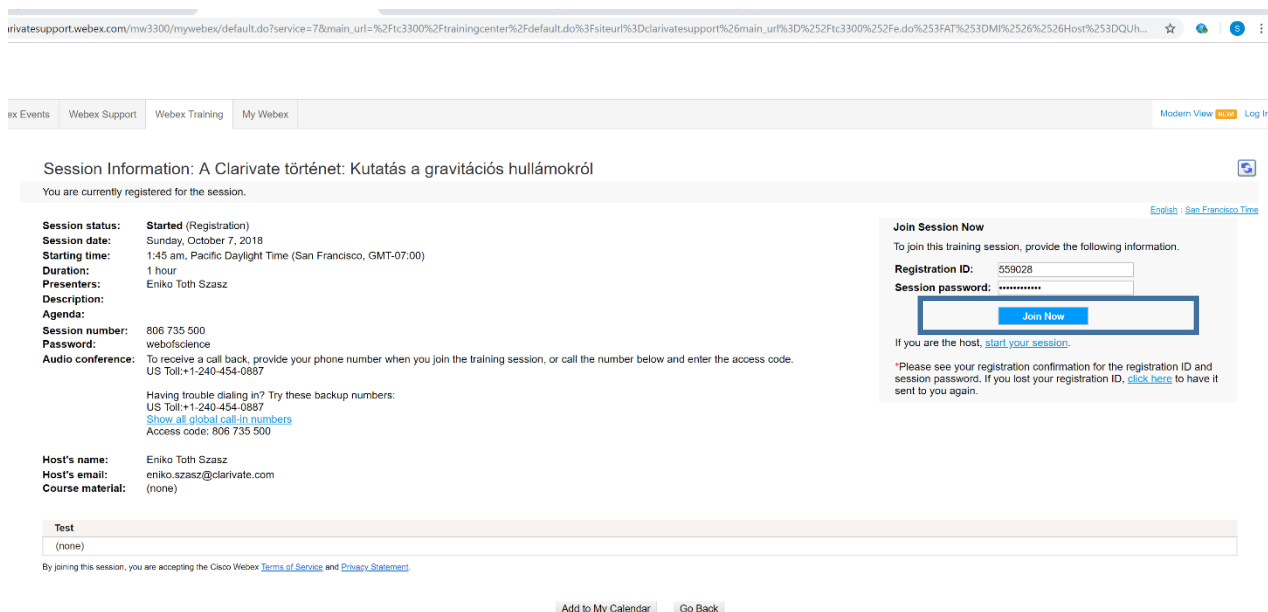 rivatesupport.webex.com/mw3300/mywebex/default.do?service=7&main_url=%2Ftc3300%2Ftrainingcenter%2Fdefault.do%3Fsiteurl%3Dclarivatesupport%26main_url%3D%252Ftc3300%252Fe.do%253FAT%253DMI%2526%2526Host%253DQUh...
S
ex Events Webex Support Webex Training My Webex
Modern View NEW! Log In
Session Information: A Clarivate történet: Kutatás a gravitációs hullámokról
You are currently registered for the session.
English : San Francisco Time
Session status: Started (Registration)
Session date: Sunday, October 7, 2018
Starting time: 1:45 am, Pacific Daylight Time (San Francisco, GMT-07:00)
Duration: 1 hour
Presenters: Eniko Toth Szasz
Description:
Agenda:
Session number: 806 735 500
Password: webofscience
Audio conference: To receive a call back, provide your phone number when you join the training session, or call the number below and enter the access code.
US Toll:+1-240-454-0887
Having trouble dialing in? Try these backup numbers:
US Toll:+1-240-454-0887
Show all global call-in numbers
Access code: 806 735 500
Host's name: Eniko Toth Szasz
Host's email: eniko.szasz@clarivate.com
Course material: (none)
Join Session Now
To join this training session, provide the following information.
Registration ID: 559028
Session password: ••••••••••••
Join Now
If you are the host, start your session.
*Please see your registration confirmation for the registration ID and
session password. If you lost your registration ID, click here to have it
sent to you again.
Test
(none)
By joining this session, you are accepting the Cisco Webex Terms of Service and Privacy Statement.
Add to My Calendar Go Back